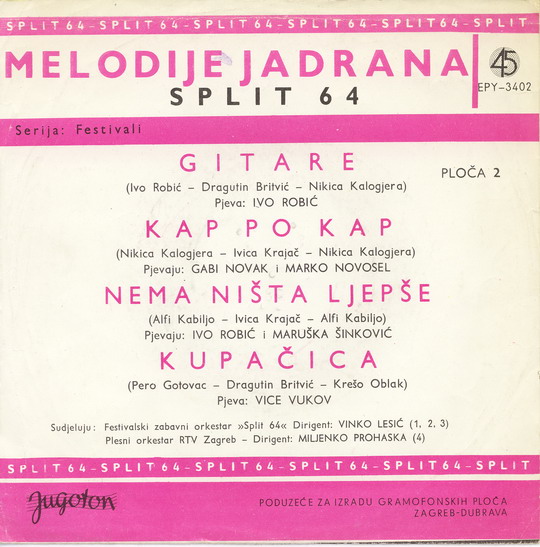 SPLIT 64 – SPLIT 64 – SPLIT 64 – SPLIT 64 – SPLIT 64 – SPLIT
MELODIJE JADRANA
45
SPLIT 64
EPY–3402
Serija: Festivali
GITARE
PLOČA 2
(Ivo Robić – Dragutin Britvić – Nikica Kalogjera)
Pjeva: IVO ROBIĆ
KAP PO KAP
(Nikica Kalogjera – Ivica Krajač – Nikica Kalogjera)
Pjevaju: GABI NOVAK i MARKO NOVOSEL
NEMA NIŠTA LJEPŠE
(Alfi Kabiljo – Ivica Krajač – Alfi Kabiljo)
Pjevaju: IVO ROBIĆ i MARUŠKA ŠINKOVIĆ
KUPAČICA
(Pero Gotovac – Dragutin Britvić – Krešo Oblak)
Pjeva: VICE VUKOV
Sudjeluju: Festivalski zabavni orkestar »Split 64« Dirigent: VINKO LESIĆ (1, 2, 3)
Plesni orkestar RTV Zagreb – Dirigent: MILJENKO PROHASKA (4)
SPLIT 64 – SPLIT 64 – SPLIT 64 – SPLIT 64 – SPLIT 64 – SPLIT
Jugoton
PODUZEĆE ZA IZRADU GRAMOFONSKIH PLOČA
ZAGREB–DUBRAVA